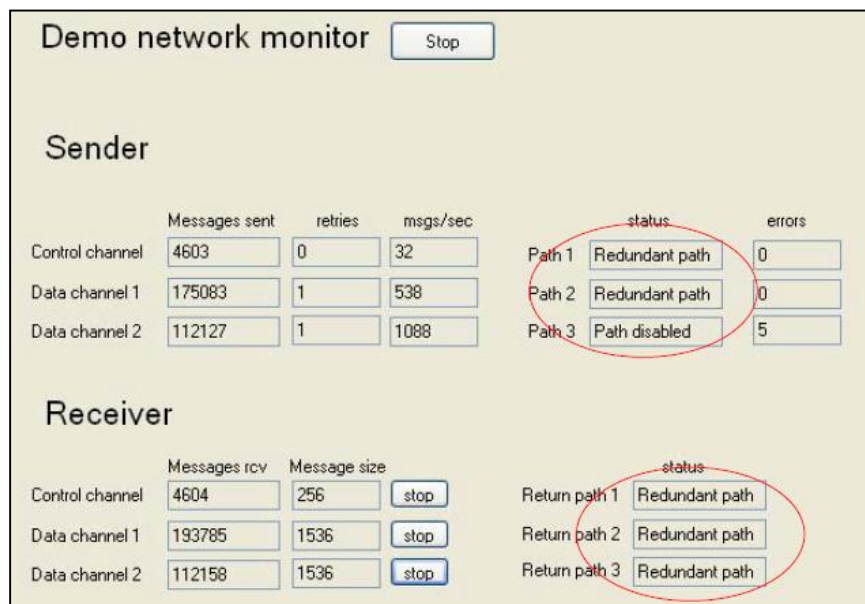 Demo network monitor Stop
Sender
Messages sent retries msgs/sec status errors
Control channel 4603 0 32 Path 1 Redundant path 0
Data channel 1 175083 1 538 Path 2 Redundant path 0
Data channel 2 112127 1 1088 Path 3 Path disabled 5
Receiver
Messages rcv Message size status
Control channel 4604 256 stop Return path 1 Redundant path
Data channel 1 193785 1536 stop Return path 2 Redundant path
Data channel 2 112158 1536 stop Return path 3 Redundant path